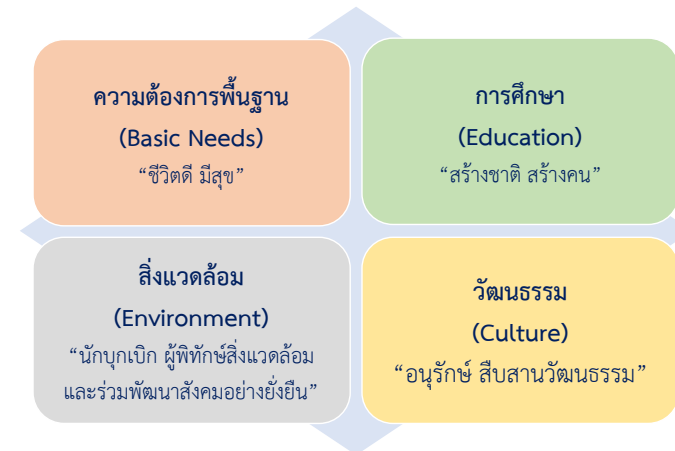 ความต้องการพื้นฐาน
(Basic Needs)
“ชีวิตดี มีสุข”
การศึกษา
(Education)
“สร้างชาติ สร้างคน”
สิ่งแวดล้อม
(Environment)
“นักบุกเบิก ผู้พิทักษ์สิ่งแวดล้อม
และร่วมพัฒนาสังคมอย่างยั่งยืน”
วัฒนธรรม
(Culture)
“อนุรักษ์ สืบสานวัฒนธรรม”